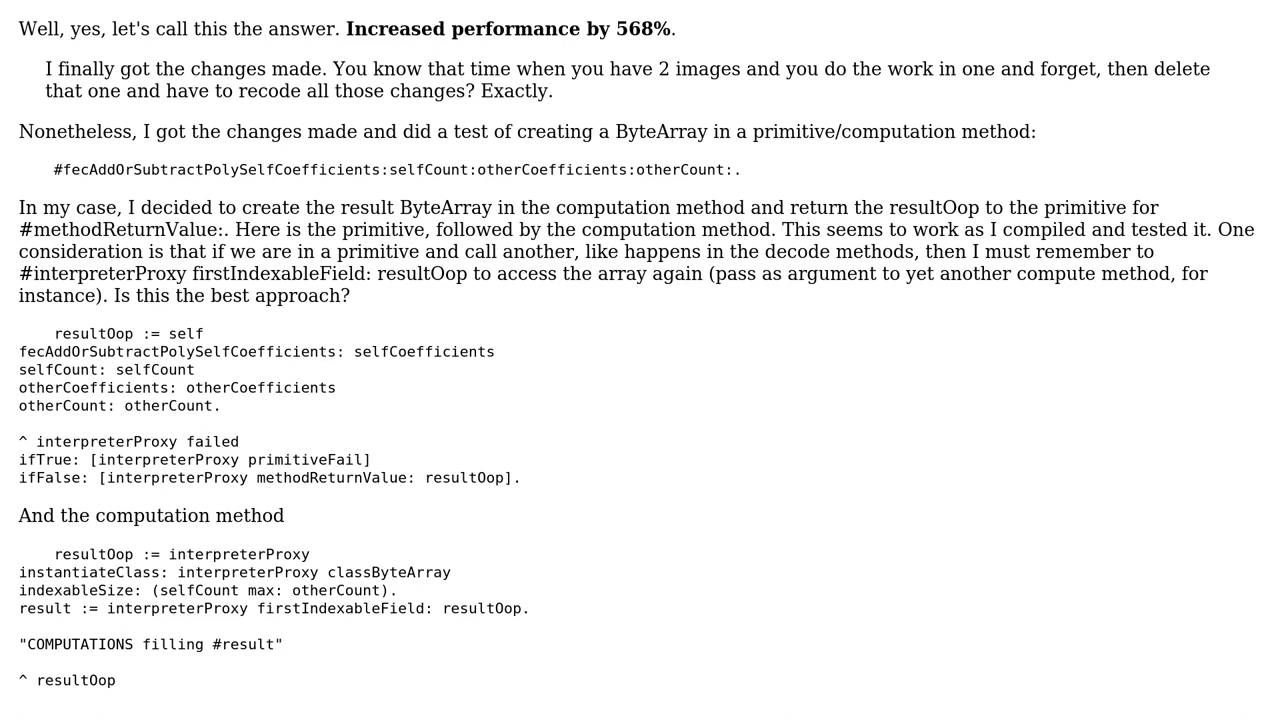 Well, yes, let's call this the answer. Increased performance by 568%.
I finally got the changes made. You know that time when you have 2 images and you do the work in one and forget, then delete
that one and have to recode all those changes? Exactly.
Nonetheless, I got the changes made and did a test of creating a ByteArray in a primitive/computation method:
#fecAddOrSubtractPolySelfCoefficients:selfCount:otherCoefficients:otherCount:.
In my case, I decided to create the result ByteArray in the computation method and return the resultOop to the primitive for
#methodReturnValue:. Here is the primitive, followed by the computation method. This seems to work as I compiled and tested it. One
consideration is that if we are in a primitive and call another, like happens in the decode methods, then I must remember to
#interpreterProxy firstIndexableField: resultOop to access the array again (pass as argument to yet another compute method, for
instance). Is this the best approach?
resultOop := self
fecAddOrSubtractPolySelfCoefficients: selfCoefficients
selfCount: selfCount
otherCoefficients: otherCoefficients
otherCount: otherCount.
^ interpreterProxy failed
ifTrue: [interpreterProxy primitiveFail]
ifFalse: [interpreterProxy methodReturnValue: resultOop].
And the computation method
resultOop := interpreterProxy
instantiateClass: interpreterProxy classByteArray
indexableSize: (selfCount max: otherCount).
result := interpreterProxy firstIndexableField: resultOop.
"COMPUTATIONS filling #result"
^ resultOop